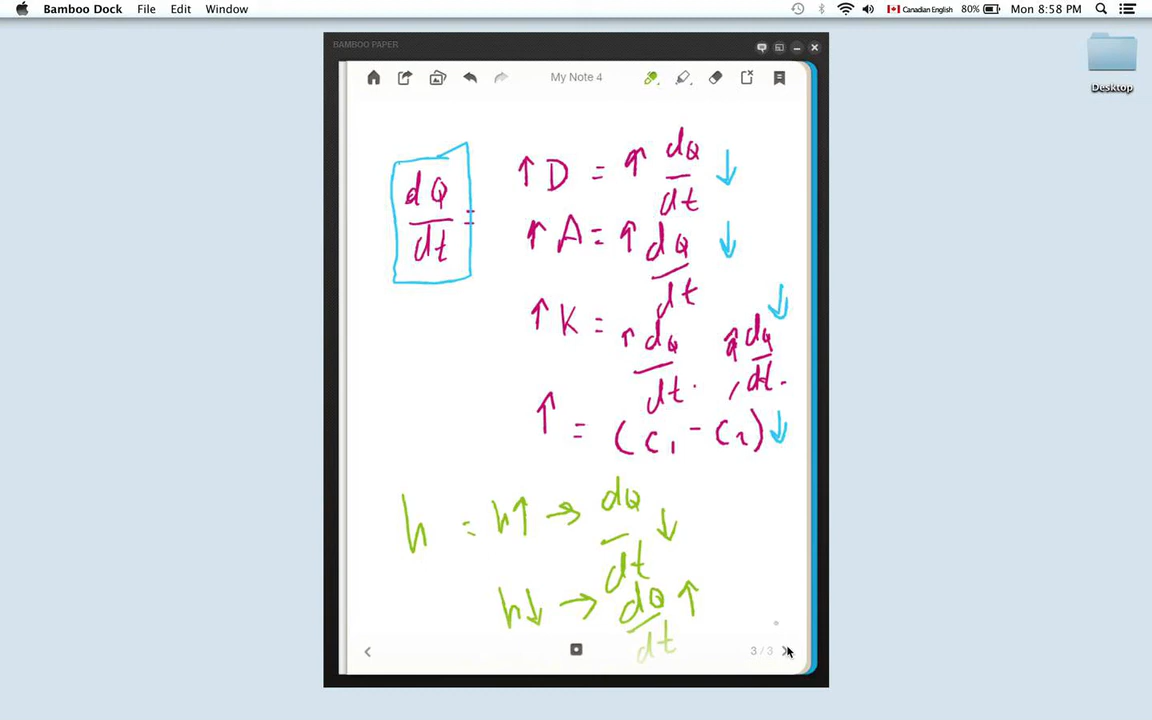 Bamboo Dock File Edit Window Canadian English 80% Mon 8:58 PM
BAMBOO PAPER
My Note 4
Desktop
dQ/dt =
↑ D = ↑ dQ/dt ↓
↑ A = ↑ dQ/dt ↓
↑ K = ↑ dQ/dt . , ↑ dQ/dt . ↓
↑ = (C1 - C2) ↓
h = h↑ → dQ/dt ↓
h↓ → dQ/dt ↑
3 / 3